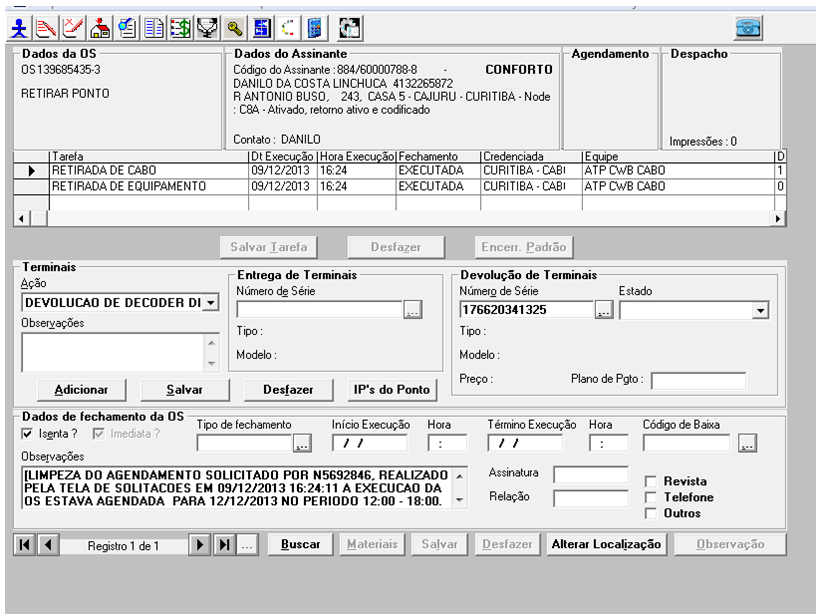 Dados da OS
OS139685435-3
RETIRAR PONTO
Dados do Assinante
Código do Assinante : 884/60000788-8 - CONFORTO
DANILO DA COSTA LINCHUCA 4132265872
R ANTONIO BUSO, 243, CASA 5 - CAJURU - CURITIBA - Node
: C8A - Ativado, retorno ativo e codificado
Contato : DANILO
Agendamento
Despacho
Impressões : 0
Tarefa Dt Execução Hora Execução Fechamento Credenciada Equipe D
RETIRADA DE CABO 09/12/2013 16:24 EXECUTADA CURITIBA - CABI ATP CWB CABO 1
RETIRADA DE EQUIPAMENTO 09/12/2013 16:24 EXECUTADA CURITIBA - CABI ATP CWB CABO 0
Salvar Tarefa Desfazer Encerr. Padrão
Terminais
Ação
DEVOLUCAO DE DECODER DI
Observações
Entrega de Terminais
Número de Série
...
Tipo :
Modelo :
Devolução de Terminais
Número de Série Estado
176620341325 ...
Tipo :
Modelo :
Preço : Plano de Pgto :
Adicionar Salvar Desfazer IP's do Ponto
Dados de fechamento da OS
Isenta ? Imediata ? Tipo de fechamento Início Execução Hora Término Execução Hora Código de Baixa
... / / : / / : ...
Observações
[LIMPEZA DO AGENDAMENTO SOLICITADO POR N5692846, REALIZADO
PELA TELA DE SOLITACOES EM 09/12/2013 16:24:11 A EXECUCAO DA
OS ESTAVA AGENDADA PARA 12/12/2013 NO PERIODO 12:00 - 18:00.
Assinatura
Relação
Revista
Telefone
Outros
Registro 1 de 1 ... Buscar Materiais Salvar Desfazer Alterar Localização Observação